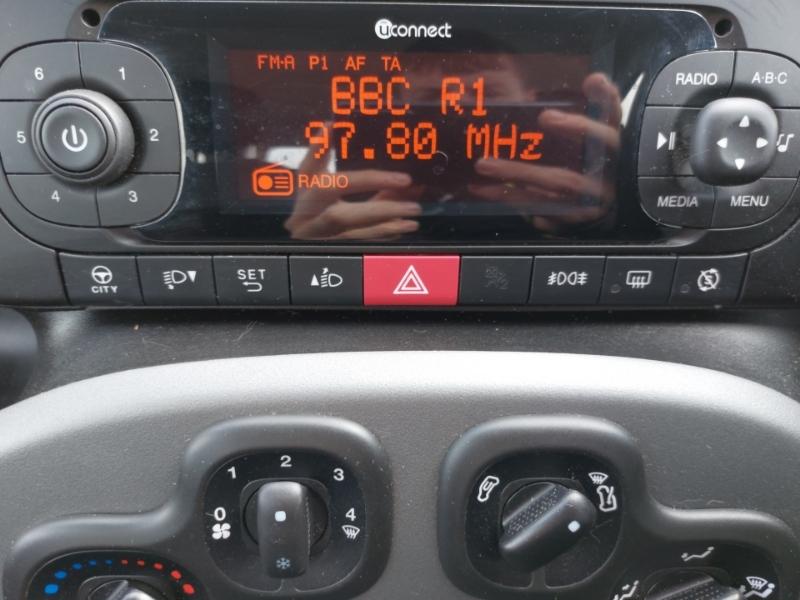 uconnect
FM-A P1 AF TA
BBC R1
97.80 MHz
RADIO
6 1
5 2
4 3
RADIO A·B·C
MEDIA MENU
CITY
SET
2
1 3
0 4